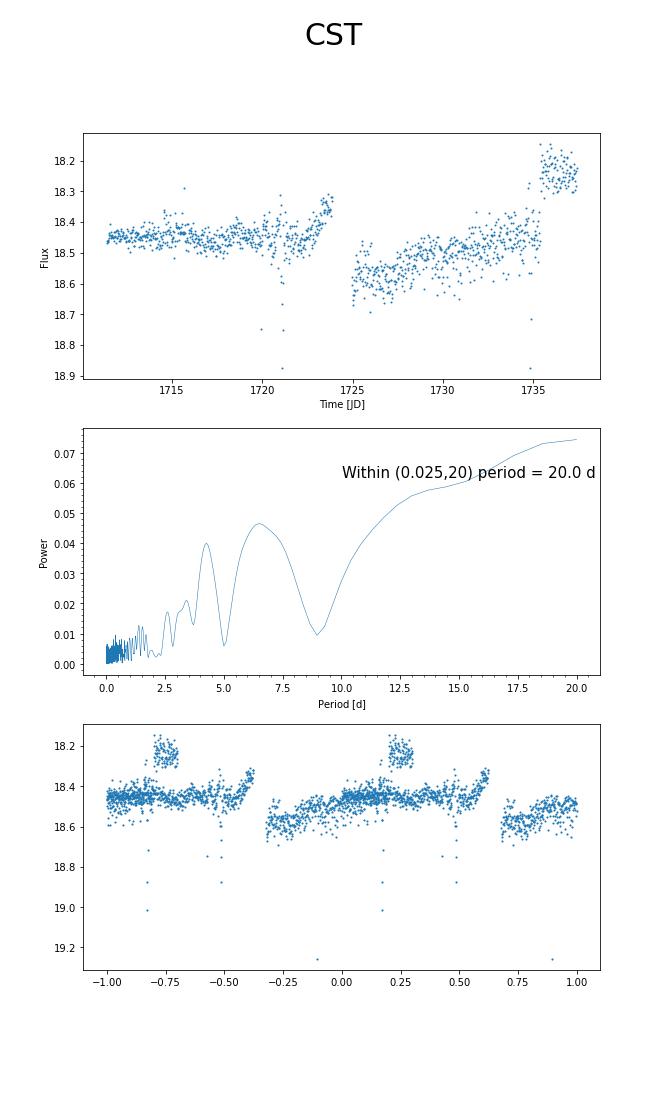 CST
18.2
18.3
18.4
18.5
18.6
18.7
18.8
18.9
Flux
1715 1720 1725 1730 1735
Time [JD]
0.07
0.06
0.05
0.04
0.03
0.02
0.01
0.00
Power
Within (0.025,20) period = 20.0 d
0.0 2.5 5.0 7.5 10.0 12.5 15.0 17.5 20.0
Period [d]
18.2
18.4
18.6
18.8
19.0
19.2
−1.00 −0.75 −0.50 −0.25 0.00 0.25 0.50 0.75 1.00